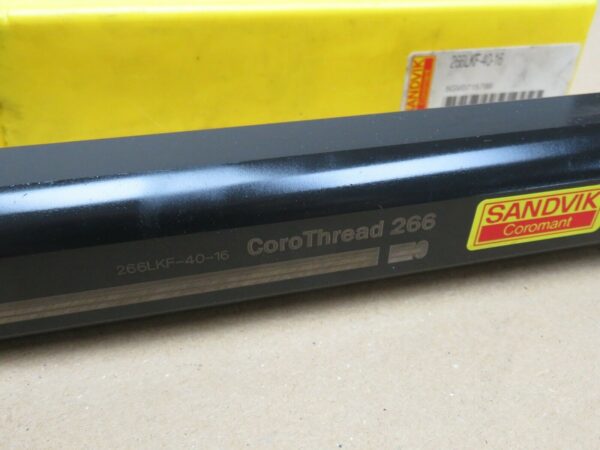 266LKF-40-16
SANDVIK
266LKF-40-16
CoroThread 266
SANDVIK
Coromant